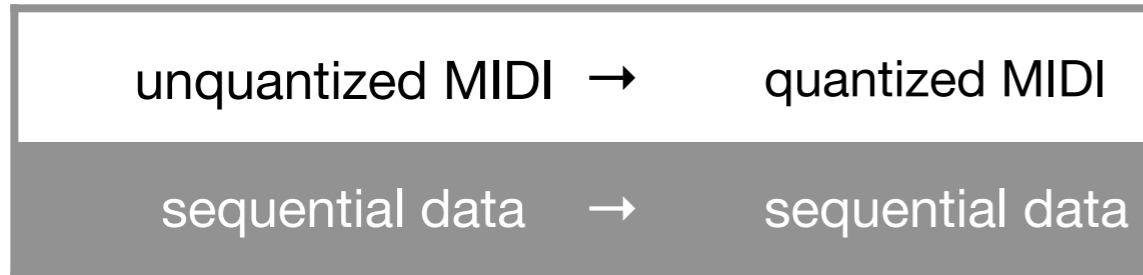 unquantized MIDI → quantized MIDI
sequential data → sequential data